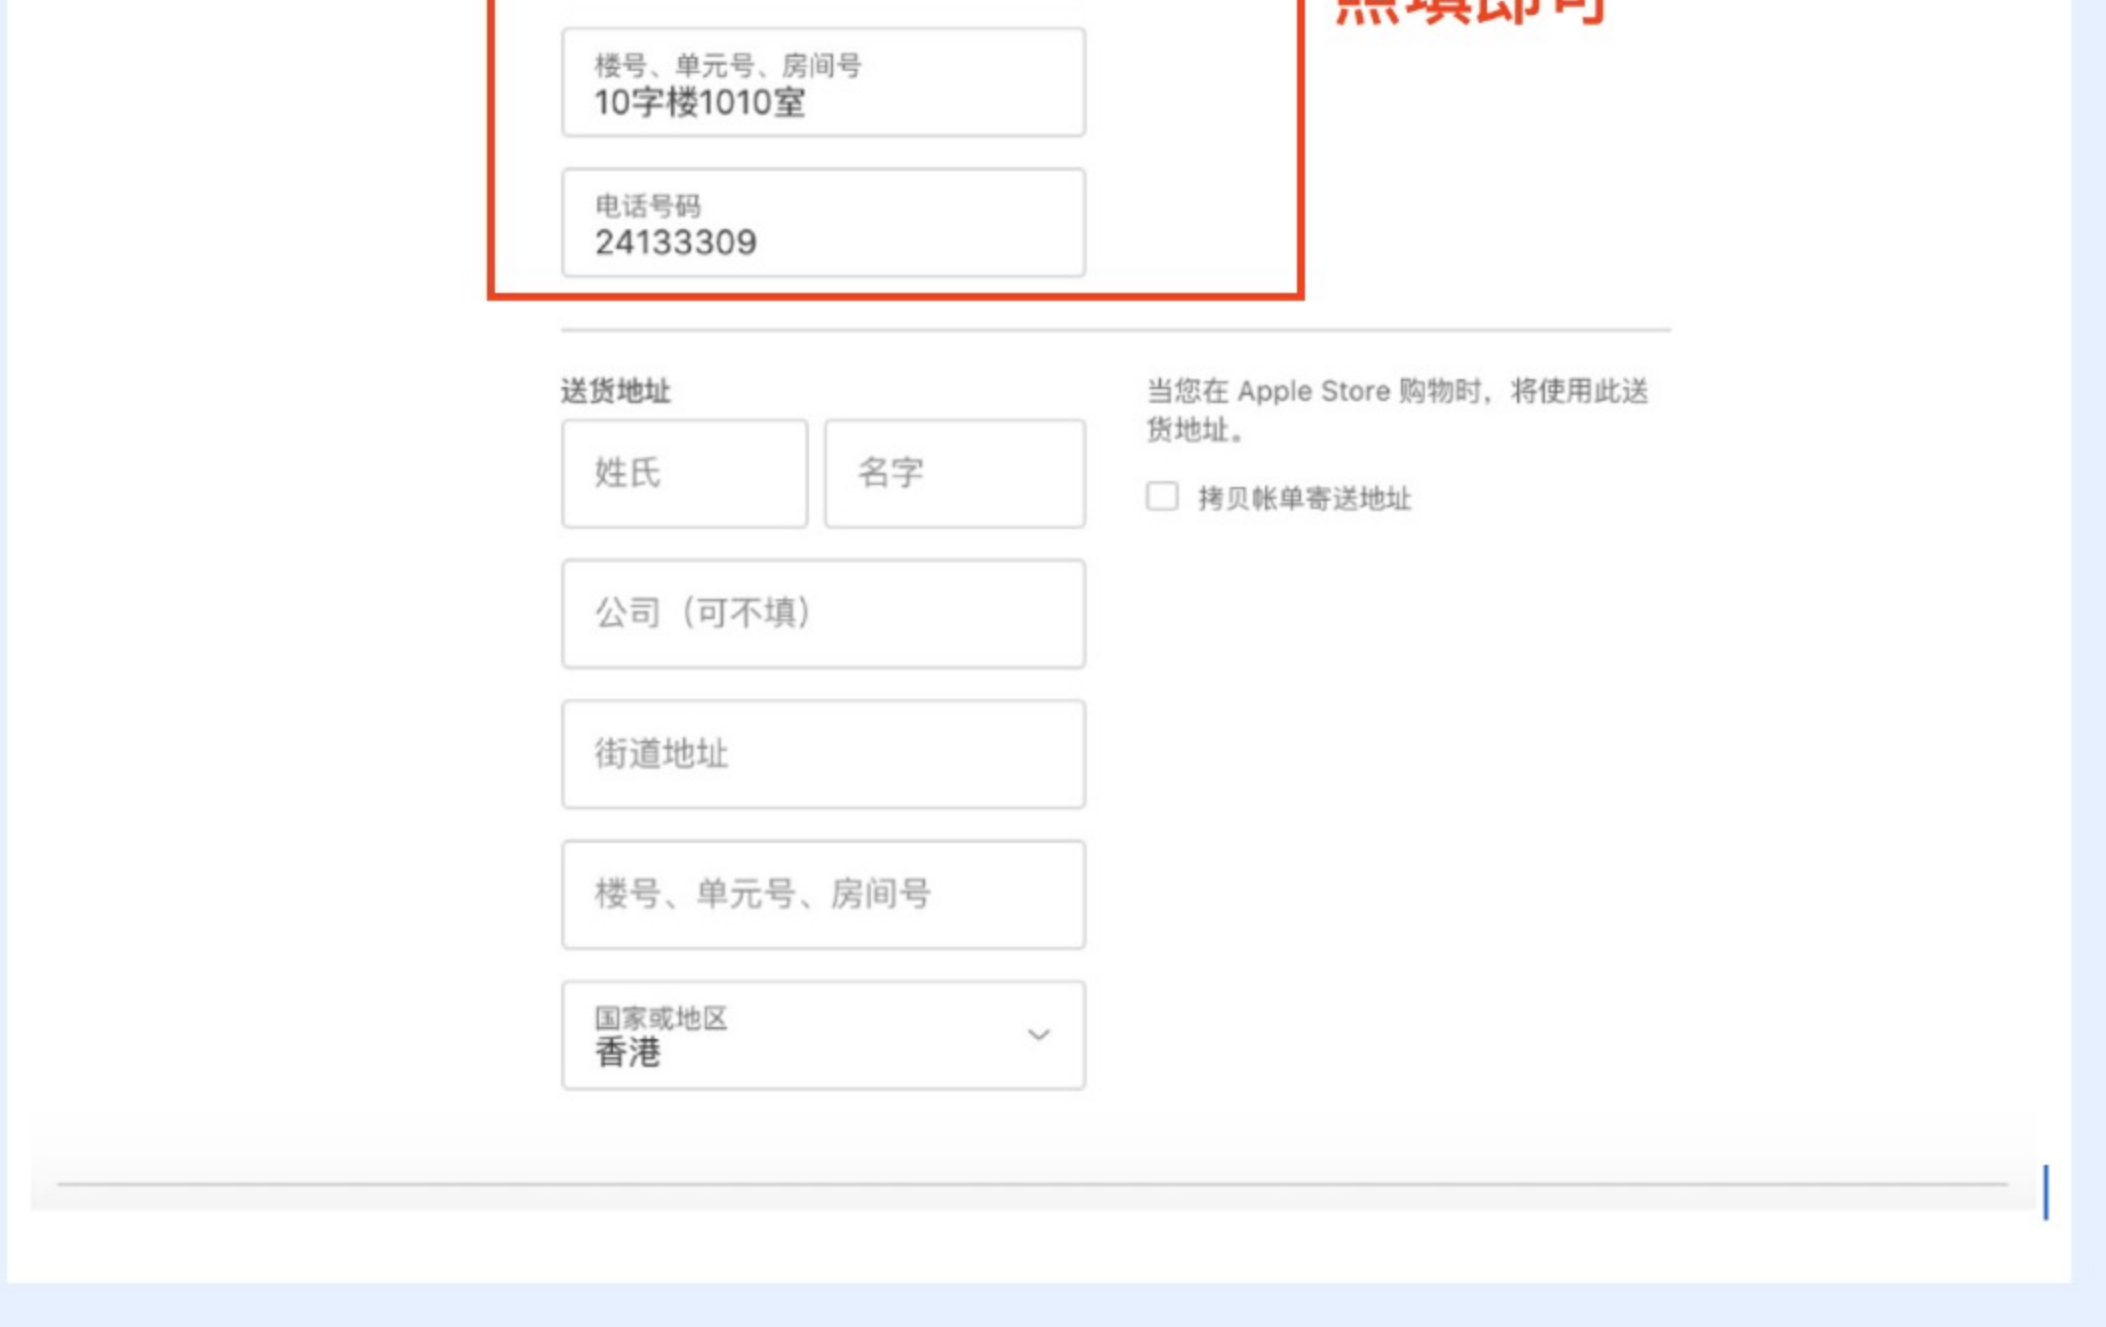 照填即可
楼号、单元号、房间号
10字楼1010室
电话号码
24133309
送货地址
当您在 Apple Store 购物时，将使用此送
货地址。
姓氏
名字
拷贝帐单寄送地址
公司（可不填）
街道地址
楼号、单元号、房间号
国家或地区
香港